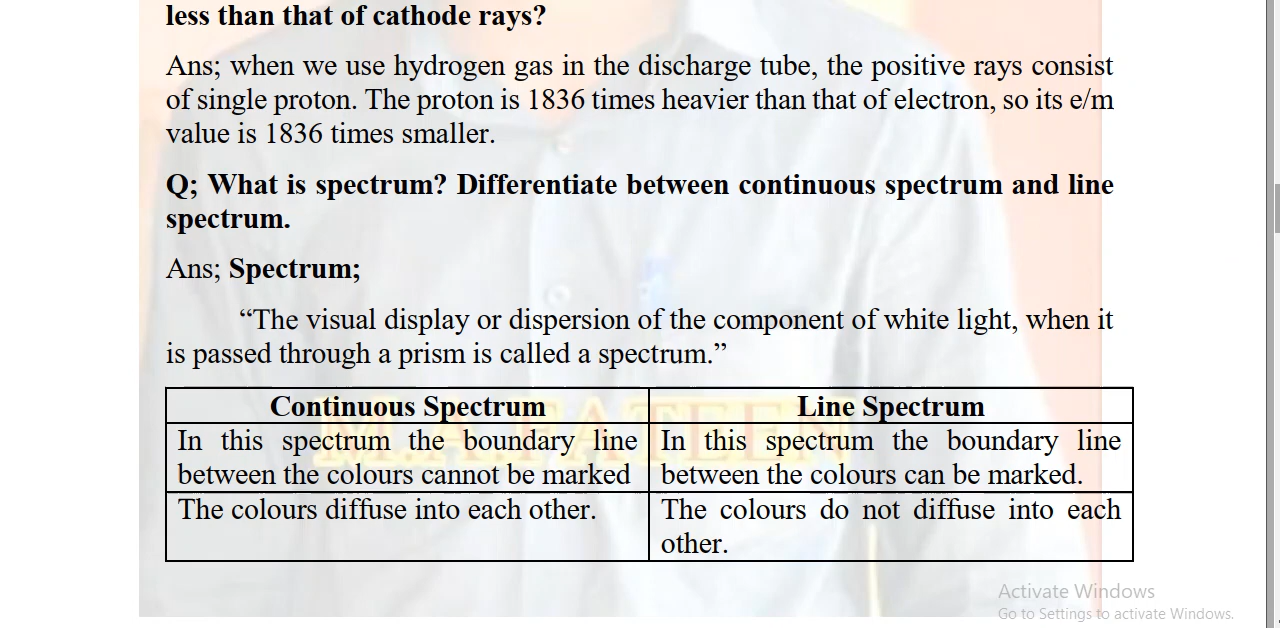 less than that of cathode rays?
Ans; when we use hydrogen gas in the discharge tube, the positive rays consist
of single proton. The proton is 1836 times heavier than that of electron, so its e/m
value is 1836 times smaller.
Q; What is spectrum? Differentiate between continuous spectrum and line
spectrum.
Ans; Spectrum;
“The visual display or dispersion of the component of white light, when it
is passed through a prism is called a spectrum.”
Continuous Spectrum
Line Spectrum
In this spectrum the boundary line
between the colours cannot be marked
In this spectrum the boundary line
between the colours can be marked.
The colours diffuse into each other.
The colours do not diffuse into each
other.
M.A.FATEEN
Activate Windows
Go to Settings to activate Windows.